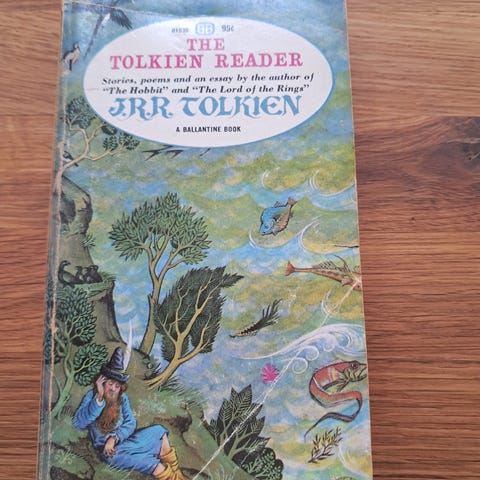 BB 95¢
THE
TOLKIEN READER
Stories, poems and an essay by the author of
"The Hobbit" and "The Lord of the Rings"
J.R.R. TOLKIEN
A BALLANTINE BOOK